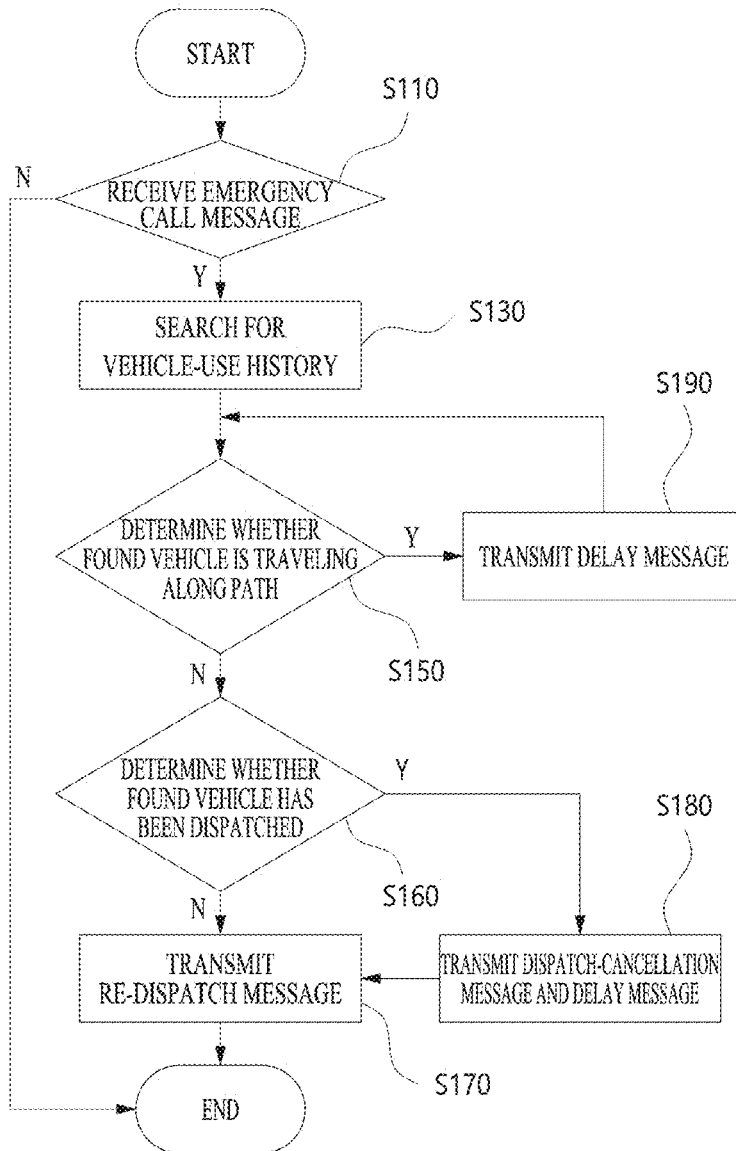 START
S110
N
RECEIVE EMERGENCY
CALL MESSAGE
Y
S130
SEARCH FOR
VEHICLE-USE HISTORY
S190
DETERMINE WHETHER
FOUND VEHICLE IS TRAVELING
ALONG PATH
Y
TRANSMIT DELAY MESSAGE
S150
N
DETERMINE WHETHER
FOUND VEHICLE HAS
BEEN DISPATCHED
Y
S180
S160
N
TRANSMIT
RE-DISPATCH MESSAGE
TRANSMIT DISPATCH-CANCELLATION
MESSAGE AND DELAY MESSAGE
S170
END